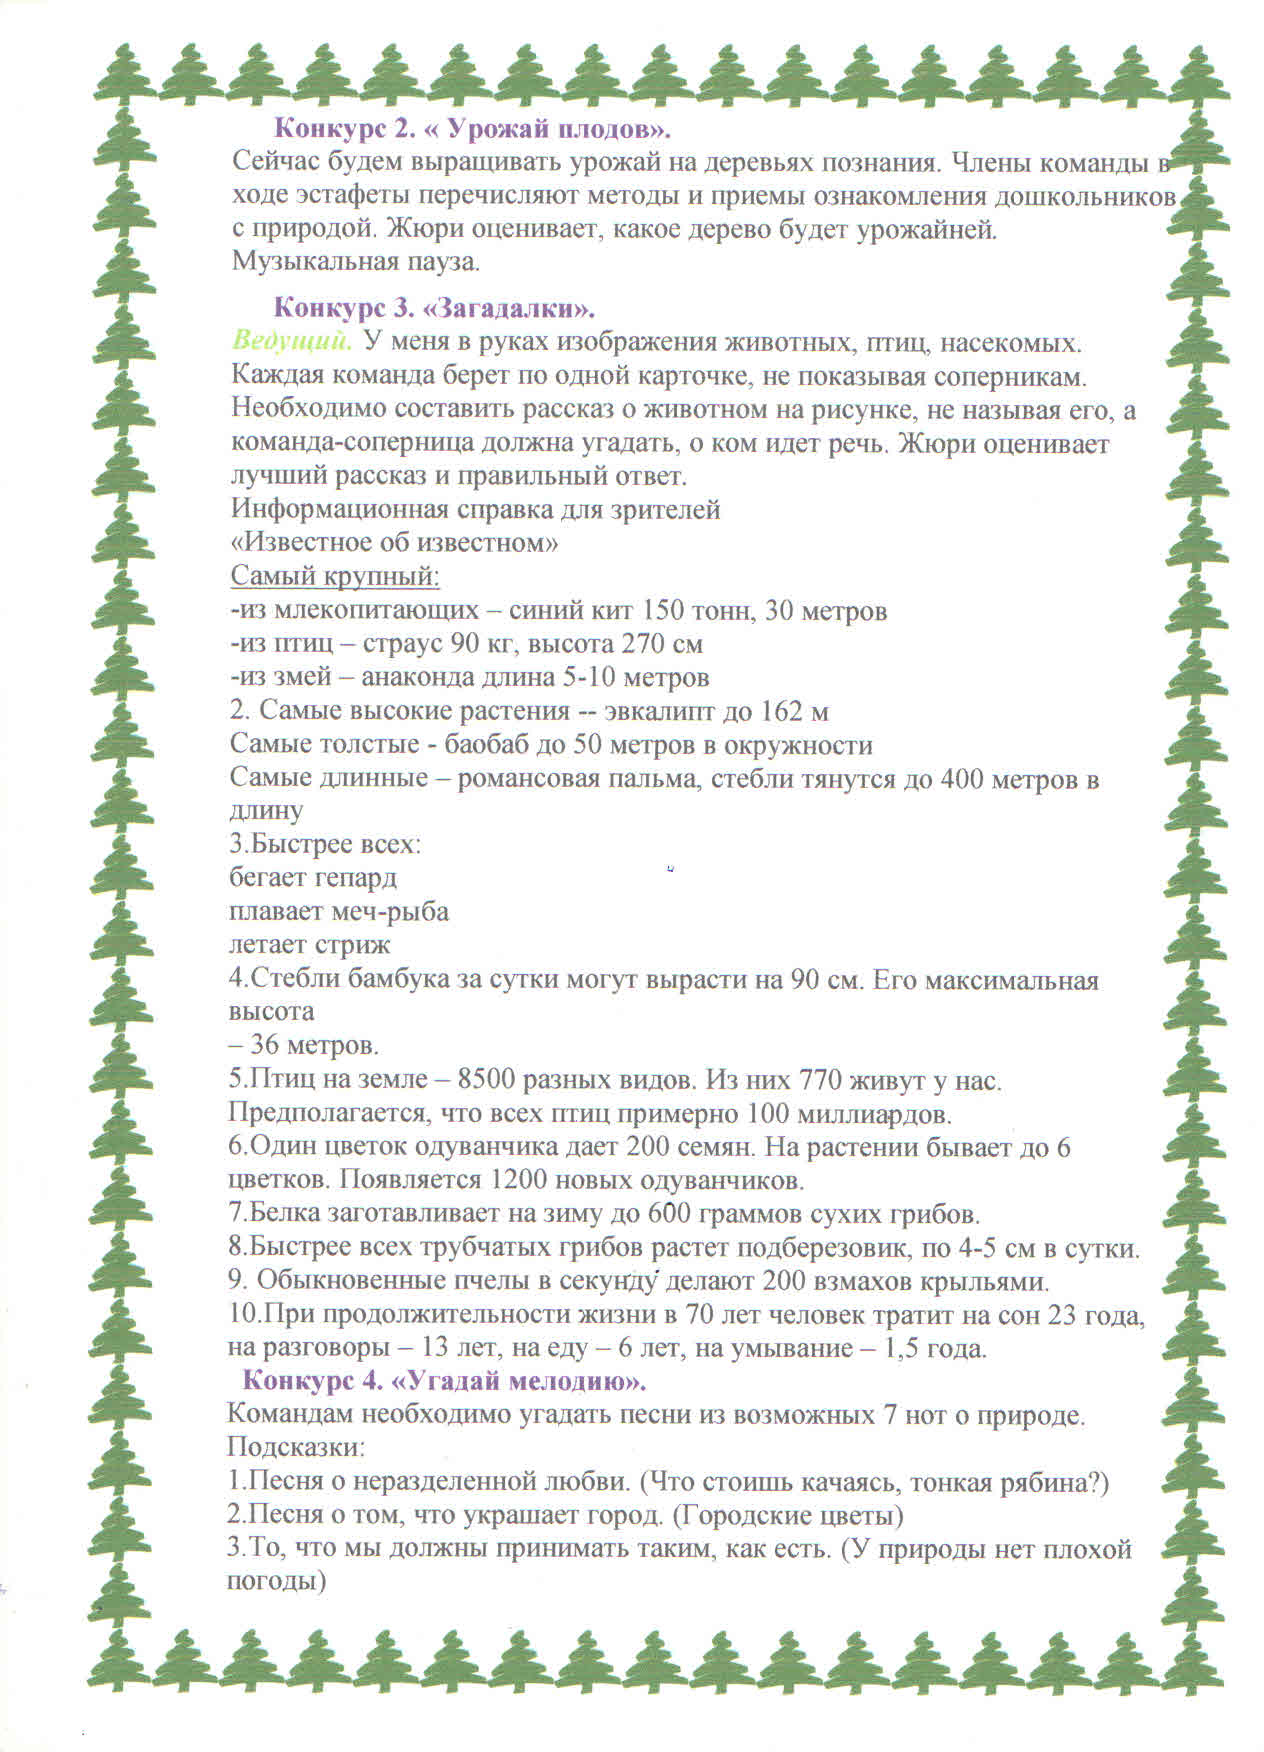 Конкурс 2. « Урожай плодов».
Сейчас будем выращивать урожай на деревьях познания. Члены команды в
ходе эстафеты перечисляют методы и приемы ознакомления дошкольников
с природой. Жюри оценивает, какое дерево будет урожайней.
Музыкальная пауза.
Конкурс 3. «Загадалки».
Ведущий. У меня в руках изображения животных, птиц, насекомых.
Каждая команда берет по одной карточке, не показывая соперникам.
Необходимо составить рассказ о животном на рисунке, не называя его, а
команда-соперница должна угадать, о ком идет речь. Жюри оценивает
лучший рассказ и правильный ответ.
Информационная справка для зрителей
«Известное об известном»
Самый крупный:
-из млекопитающих – синий кит 150 тонн, 30 метров
-из птиц – страус 90 кг, высота 270 см
-из змей – анаконда длина 5-10 метров
2. Самые высокие растения -- эвкалипт до 162 м
Самые толстые - баобаб до 50 метров в окружности
Самые длинные – романсовая пальма, стебли тянутся до 400 метров в
длину
3.Быстрее всех:
бегает гепард
плавает меч-рыба
летает стриж
4.Стебли бамбука за сутки могут вырасти на 90 см. Его максимальная
высота
– 36 метров.
5.Птиц на земле – 8500 разных видов. Из них 770 живут у нас.
Предполагается, что всех птиц примерно 100 миллиардов.
6.Один цветок одуванчика дает 200 семян. На растении бывает до 6
цветков. Появляется 1200 новых одуванчиков.
7.Белка заготавливает на зиму до 600 граммов сухих грибов.
8.Быстрее всех трубчатых грибов растет подберезовик, по 4-5 см в сутки.
9. Обыкновенные пчелы в секунду делают 200 взмахов крыльями.
10.При продолжительности жизни в 70 лет человек тратит на сон 23 года,
на разговоры – 13 лет, на еду – 6 лет, на умывание – 1,5 года.
Конкурс 4. «Угадай мелодию».
Командам необходимо угадать песни из возможных 7 нот о природе.
Подсказки:
1.Песня о неразделенной любви. (Что стоишь качаясь, тонкая рябина?)
2.Песня о том, что украшает город. (Городские цветы)
3.То, что мы должны принимать таким, как есть. (У природы нет плохой
погоды)